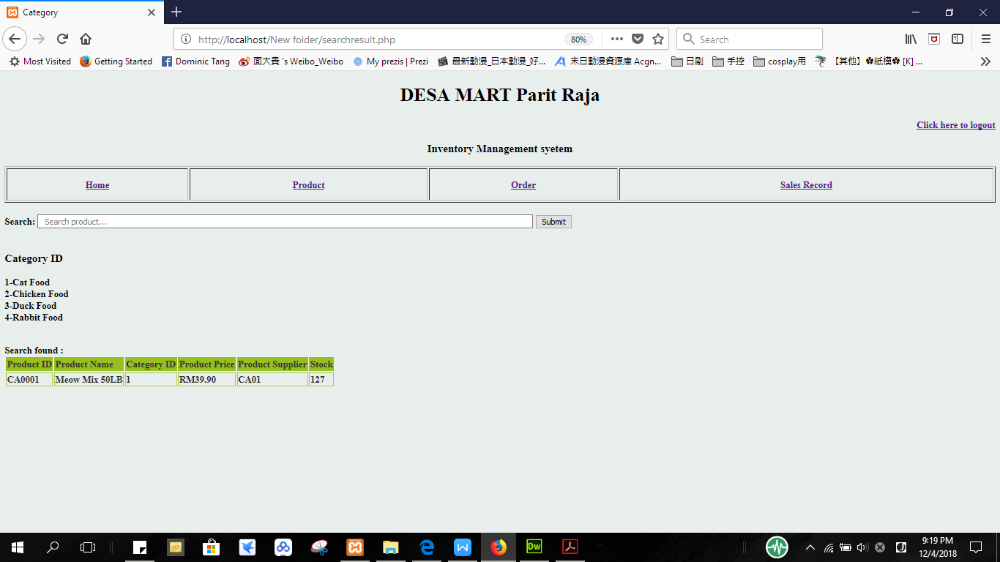 Category
http://localhost/New folder/searchresult.php
80%
Search
Most Visited
Getting Started
Dominic Tang
面大貴 's Weibo_Weibo
My prezis | Prezi
最新動漫_日本動漫_好...
末日動漫資源庫 Acgn...
日剧
手控
cosplay用
【其他】✿紙模✿ [K] ...
DESA MART Parit Raja
Click here to logout
Inventory Management syetem
Home Product Order Sales Record
Search: Search product... Submit
Category ID
1-Cat Food
2-Chicken Food
3-Duck Food
4-Rabbit Food
Search found :
Product ID Product Name Category ID Product Price Product Supplier Stock
CA0001 Meow Mix 50LB 1 RM39.90 CA01 127
Dw
9:19 PM
12/4/2018